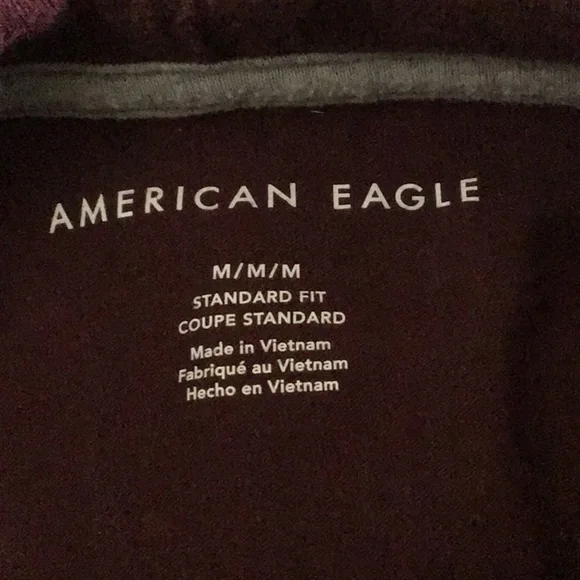 AMERICAN EAGLE
M/M/M
STANDARD FIT
COUPE STANDARD
Made in Vietnam
Fabriqué au Vietnam
Hecho en Vietnam